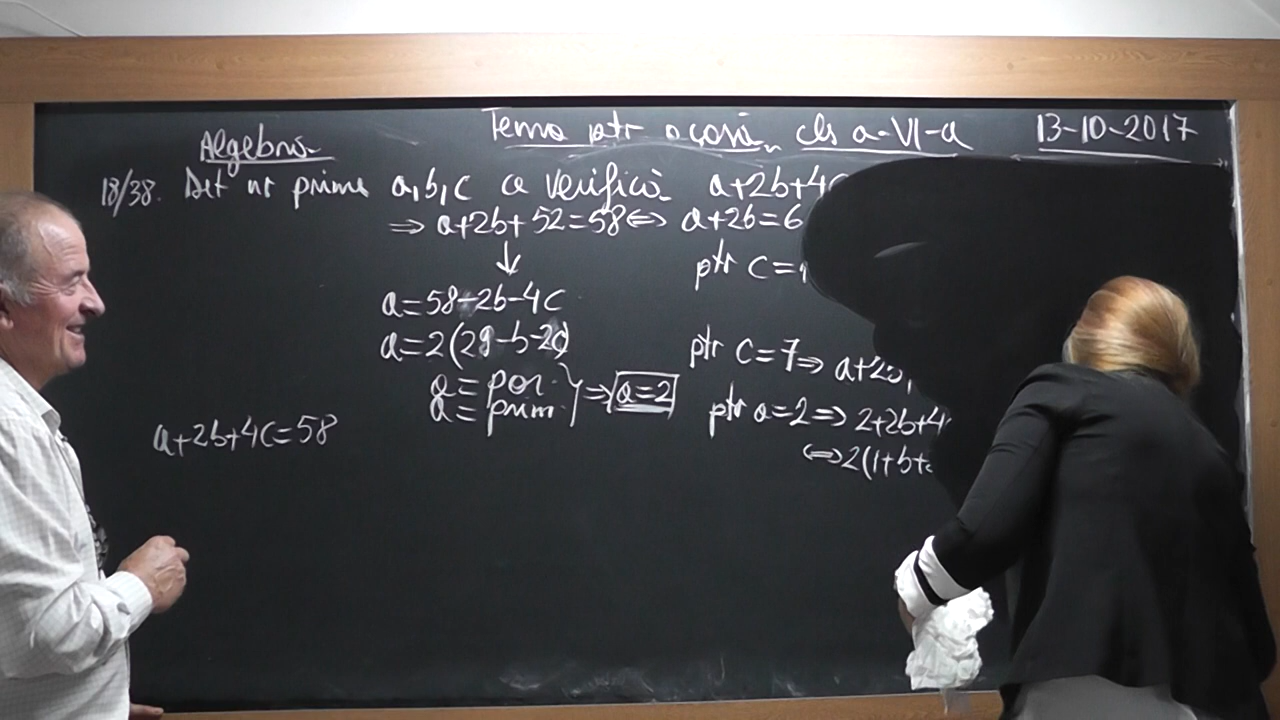 Tema ptr acasă, cls a-VI-a 13-10-2017
Algebra.
18/38. Det nr prime a,b,c ce verifică a+2b+4c
⇒ a+2b+52=58 ⇔ a+2b=6
↓
ptr c=
a=58-2b-4c
a=2(29-b-2c)
ptr c=7 ⇒ a+2b
a=par
a=prim } ⇒ a=2
ptr a=2 ⇒ 2+2b+4
a+2b+4c=58
⇔ 2(1+b+